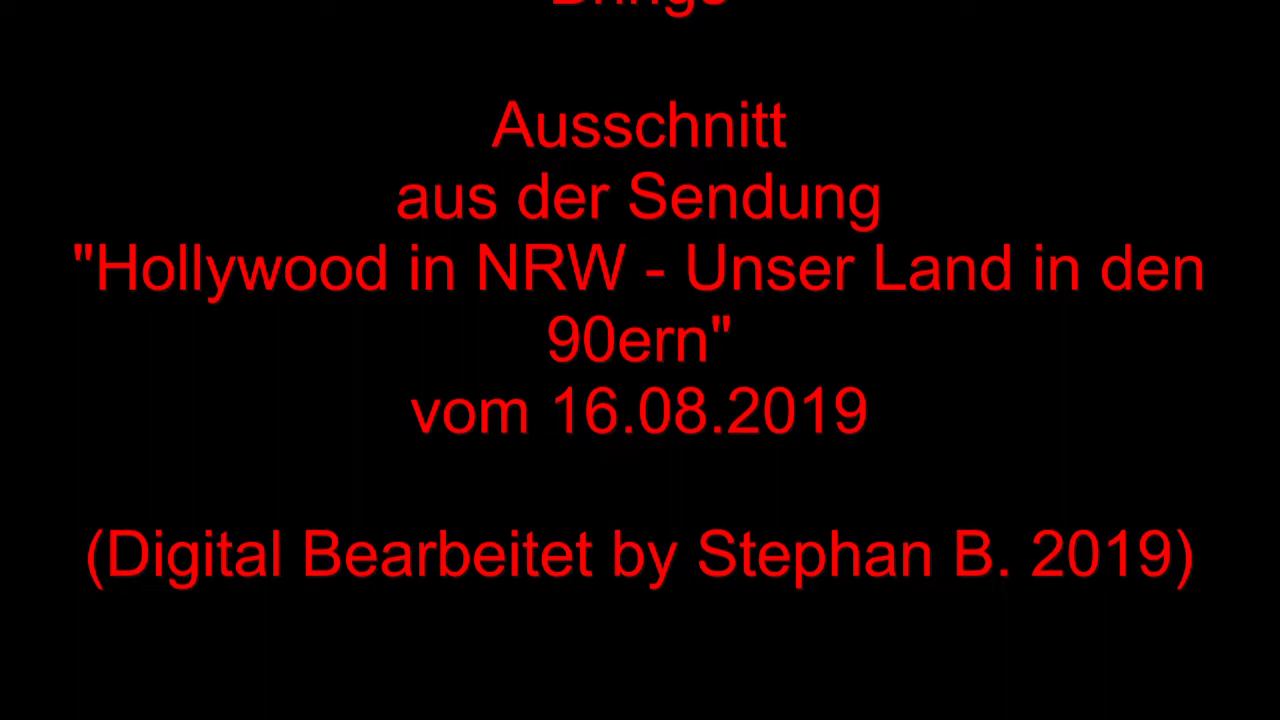 Brings
Ausschnitt
aus der Sendung
"Hollywood in NRW - Unser Land in den
90ern"
vom 16.08.2019
(Digital Bearbeitet by Stephan B. 2019)